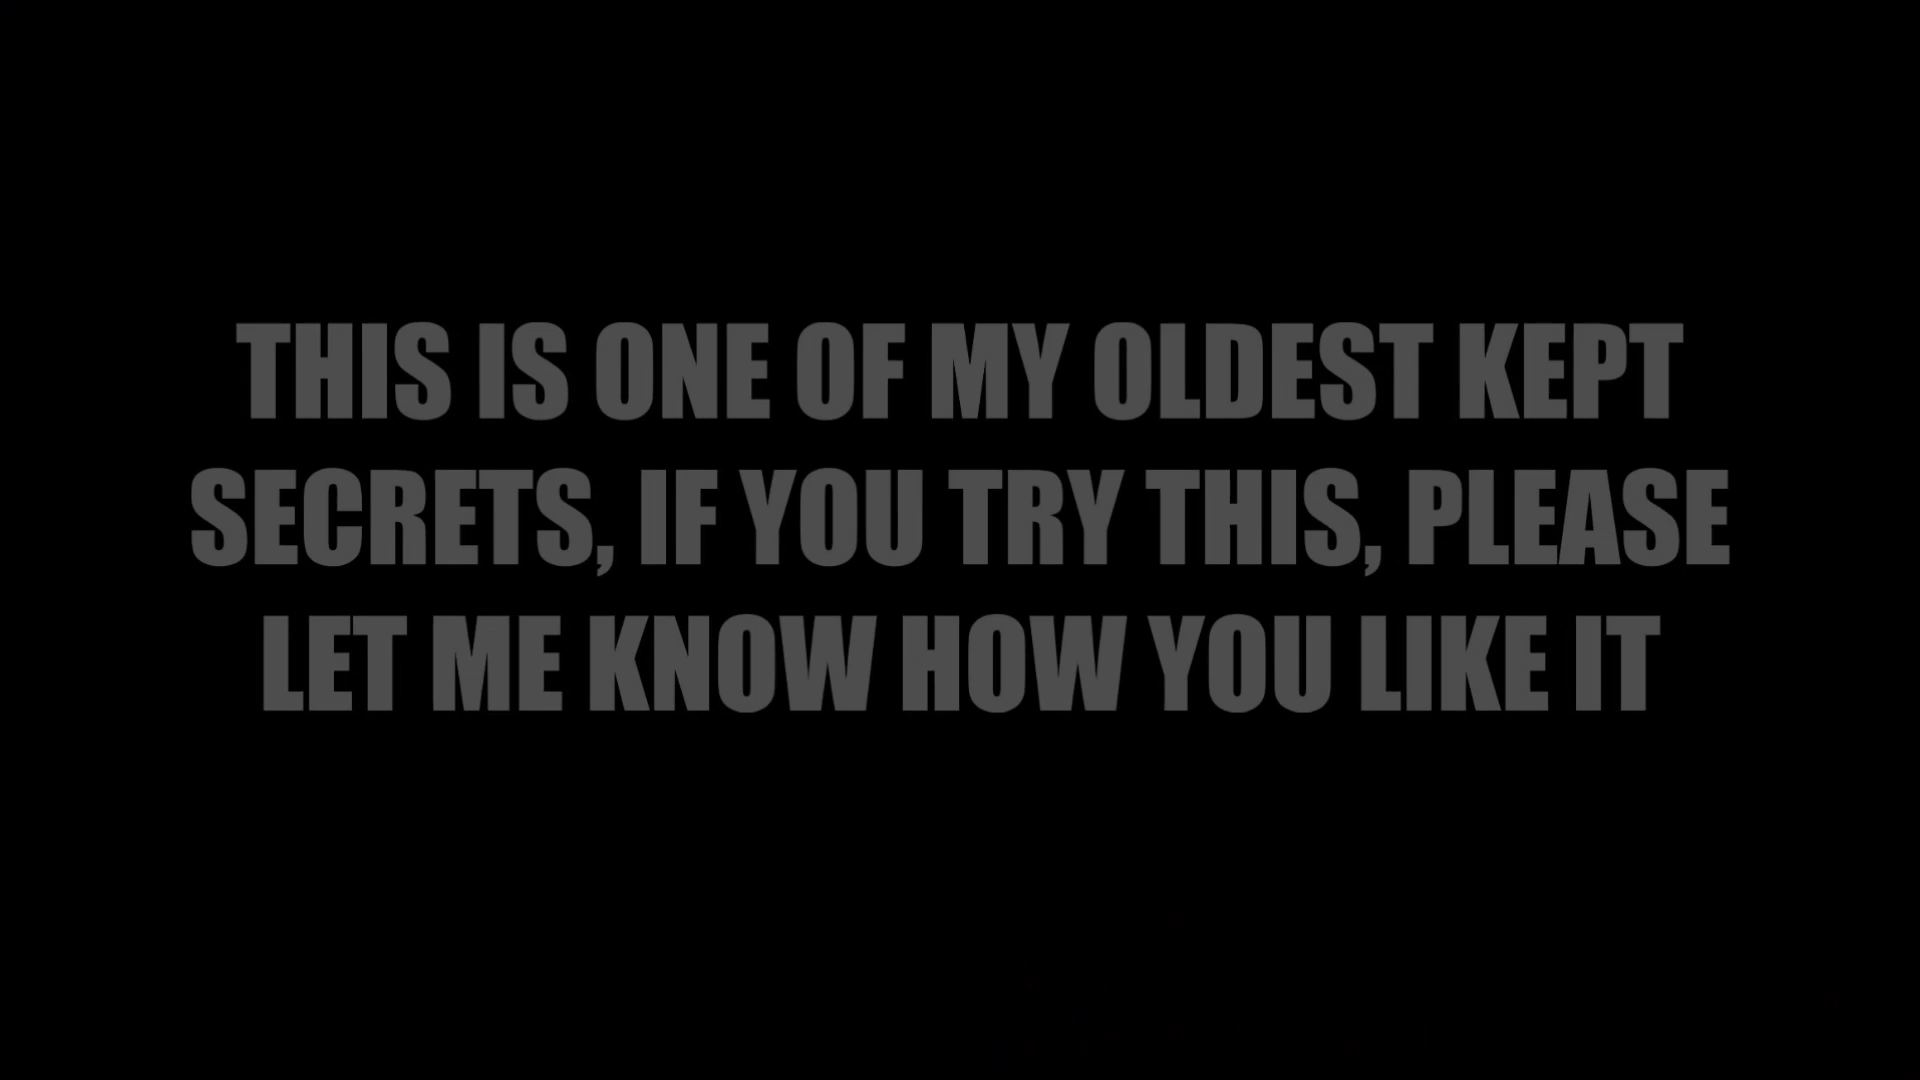 THIS IS ONE OF MY OLDEST KEPT
SECRETS, IF YOU TRY THIS, PLEASE
LET ME KNOW HOW YOU LIKE IT